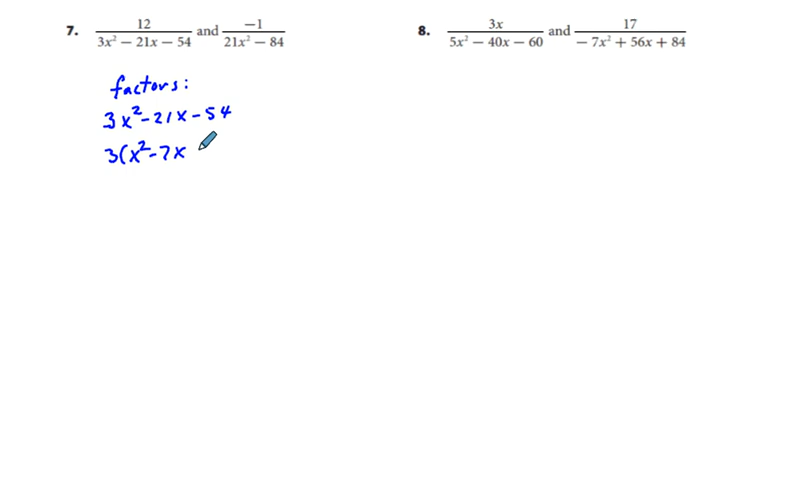 7. 12/(3x² − 21x − 54) and −1/(21x² − 84)
8. 3x/(5x² − 40x − 60) and 17/(− 7x² + 56x + 84)
factors:
3x² - 21x - 54
3(x² - 7x